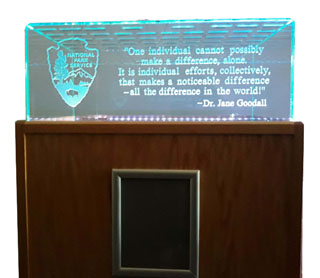 NATIONAL
PARK
SERVICE
"One individual cannot possibly
make a difference, alone.
It is individual efforts, collectively,
that makes a noticeable difference
—all the difference in the world!"
—Dr. Jane Goodall